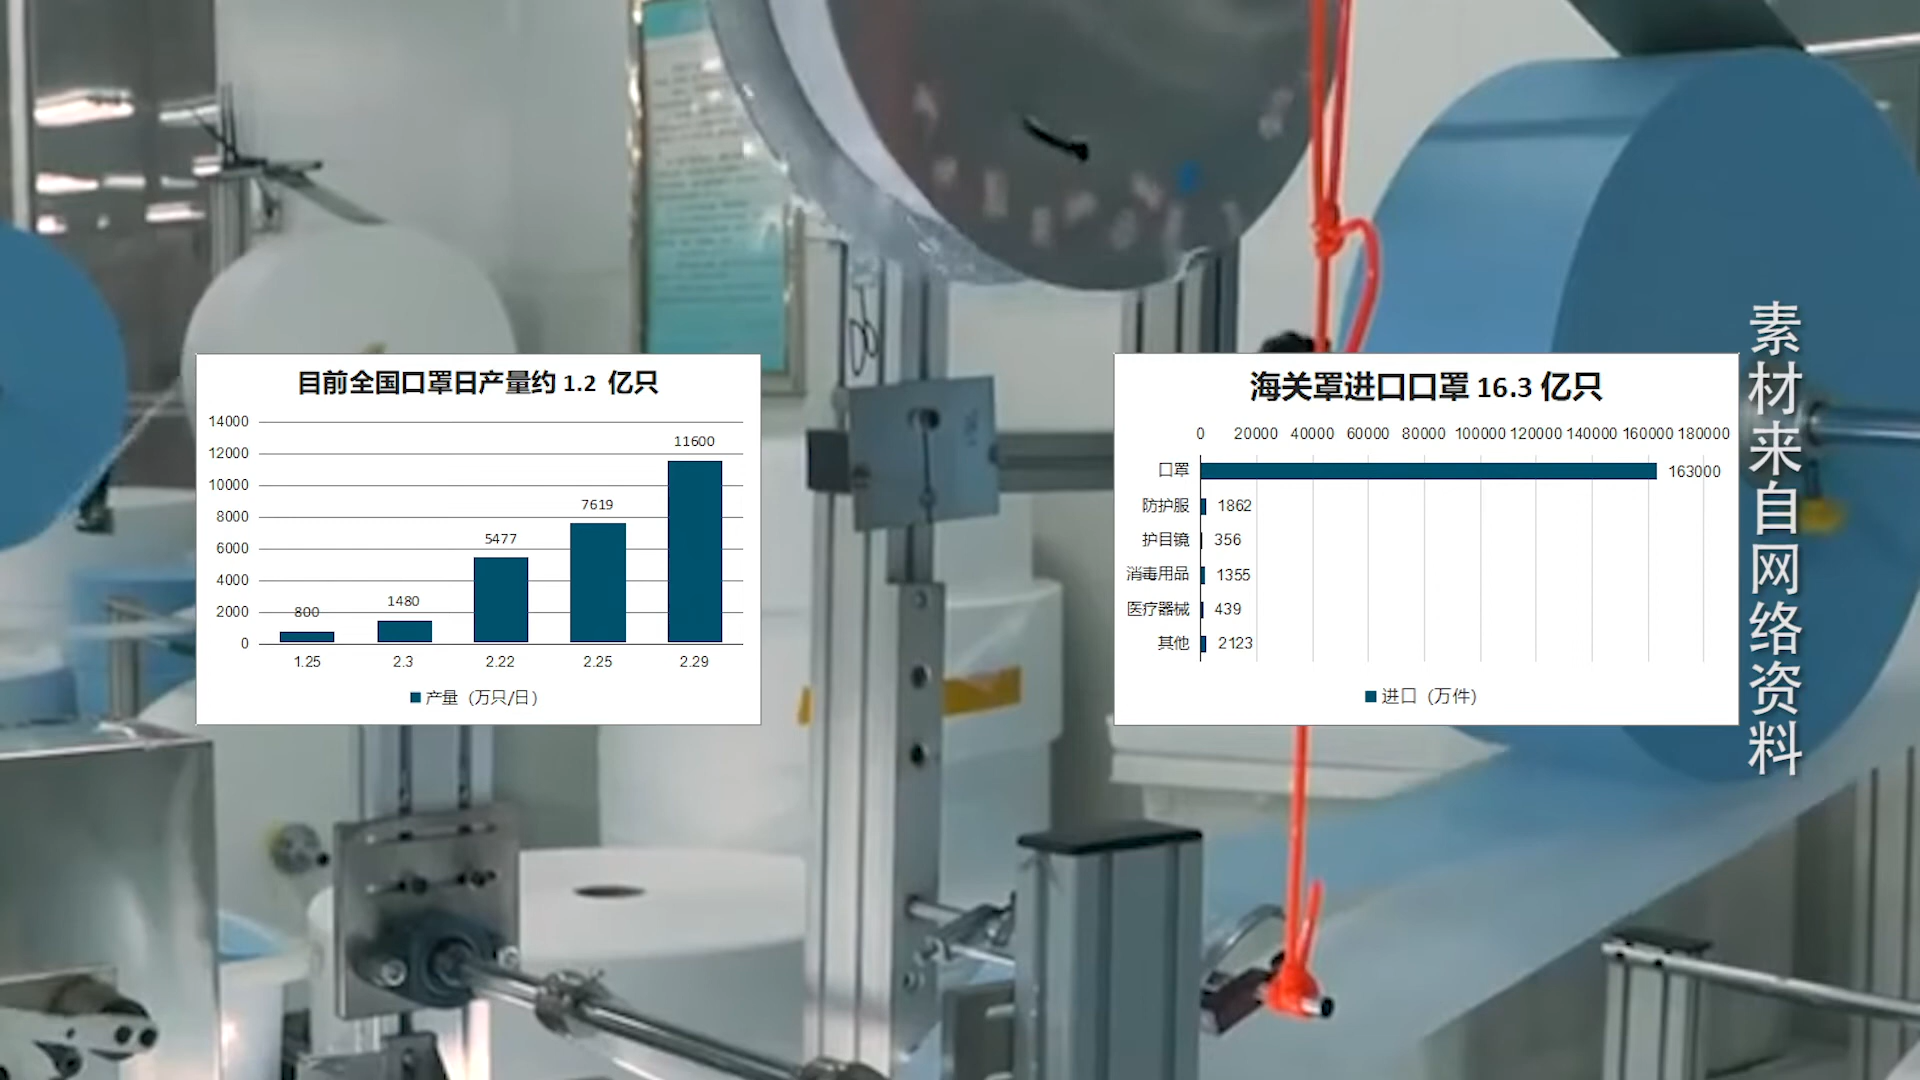 目前全国口罩日产量约 1.2 亿只
14000
12000
10000
8000
6000
4000
2000
0
800
1480
5477
7619
11600
1.25
2.3
2.22
2.25
2.29
产量（万只/日）
海关罩进口口罩 16.3 亿只
0 20000 40000 60000 80000 100000 120000 140000 160000 180000
口罩 163000
防护服 1862
护目镜 356
消毒用品 1355
医疗器械 439
其他 2123
进口（万件）
素材来自网络资料